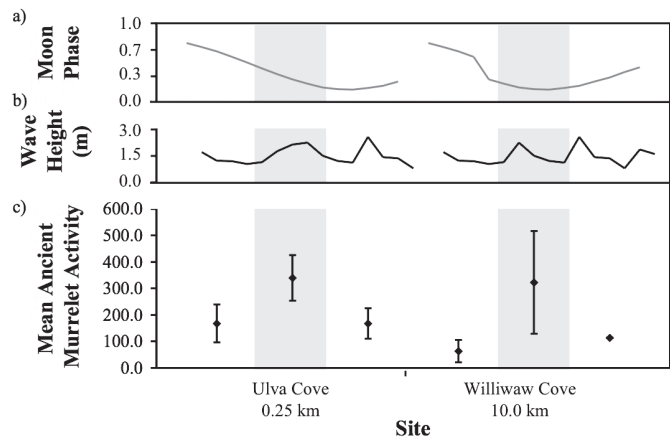 a)
Moon
Phase
1.0
0.7
0.3
0.0
b)
Wave
Height
(m)
3.0
1.5
0.0
c)
Mean Ancient
Murrelet Activity
600.0
500.0
400.0
300.0
200.0
100.0
0.0
Ulva Cove
0.25 km
Williwaw Cove
10.0 km
Site